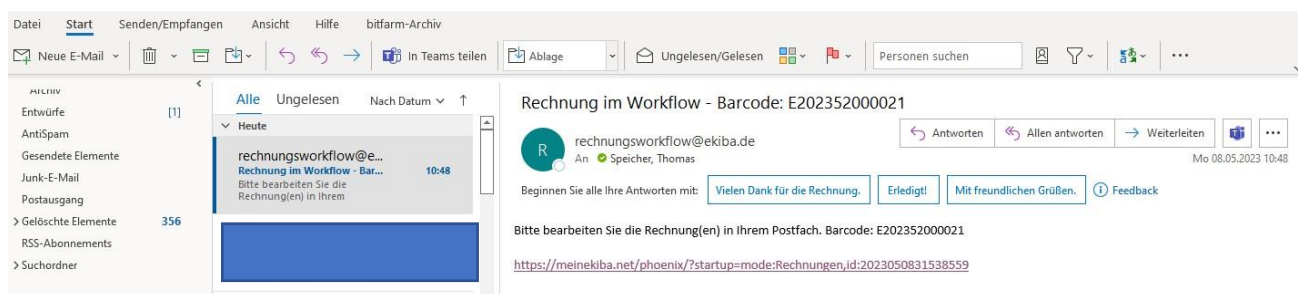 Datei Start Senden/Empfangen Ansicht Hilfe bitfarm-Archiv
Neue E-Mail In Teams teilen Ablage Ungelesen/Gelesen Personen suchen
Archiv
Entwürfe [1]
AntiSpam
Gesendete Elemente
Junk-E-Mail
Postausgang
Gelöschte Elemente 356
RSS-Abonnements
Suchordner
Alle Ungelesen Nach Datum
Heute
rechnungsworkflow@e...
Rechnung im Workflow - Bar... 10:48
Bitte bearbeiten Sie die
Rechnung(en) in Ihrem
Rechnung im Workflow - Barcode: E202352000021
R
rechnungsworkflow@ekiba.de
An Speicher, Thomas
Antworten Allen antworten Weiterleiten
Mo 08.05.2023 10:48
Beginnen Sie alle Ihre Antworten mit: Vielen Dank für die Rechnung. Erledigt! Mit freundlichen Grüßen. Feedback
Bitte bearbeiten Sie die Rechnung(en) in Ihrem Postfach. Barcode: E202352000021
https://meinekiba.net/phoenix/?startup=mode:Rechnungen,id:2023050831538559